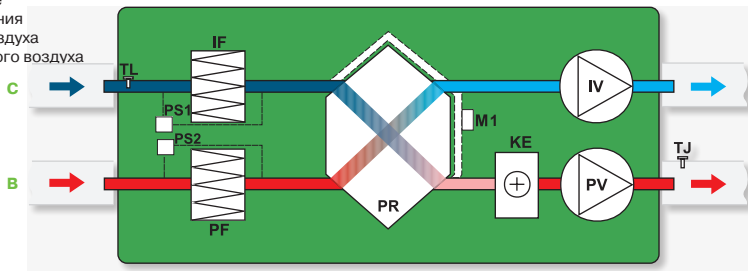 ния
здуха
ого воздуха
IF
TL
C
IV
PS1
M1
PS2
KE
TJ
B
PV
PR
PF